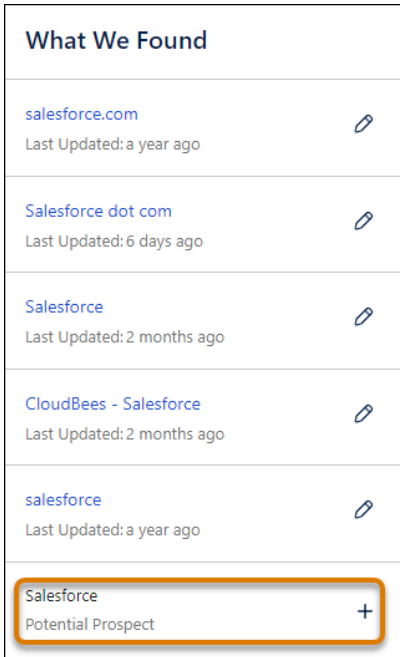 What We Found
salesforce.com
Last Updated: a year ago
Salesforce dot com
Last Updated: 6 days ago
Salesforce
Last Updated: 2 months ago
CloudBees - Salesforce
Last Updated: 2 months ago
salesforce
Last Updated: a year ago
Salesforce
Potential Prospect